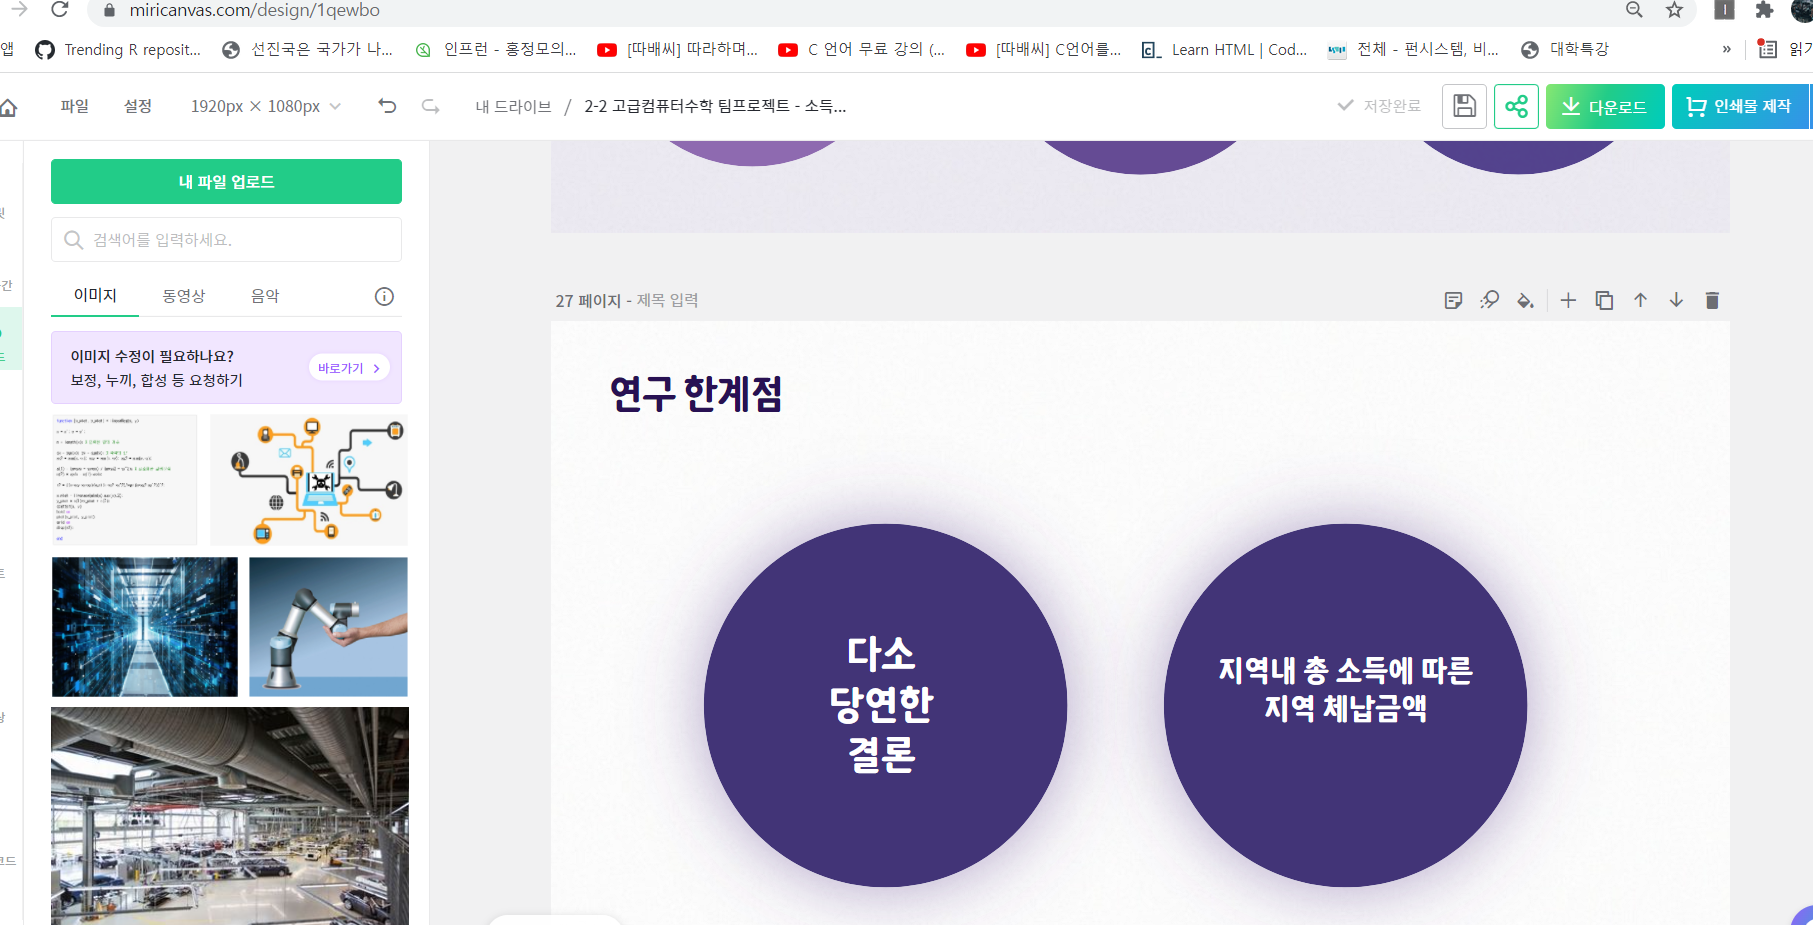 miricanvas.com/design/1qewbo
앱
Trending R reposit...
선진국은 국가가 나...
인프런 - 홍정모의...
[따배씨] 따라하며...
C 언어 무료 강의 (...
[따배씨] C언어를...
Learn HTML | Cod...
전체 - 펀시스템, 비...
대학특강
»
파일
설정
1920px × 1080px
내 드라이브 / 2-2 고급컴퓨터수학 팀프로젝트 - 소득...
저장완료
다운로드
인쇄물 제작
내 파일 업로드
검색어를 입력하세요.
이미지
동영상
음악
이미지 수정이 필요하나요?
보정, 누끼, 합성 등 요청하기
바로가기 >
27 페이지 - 제목 입력
연구 한계점
다소
당연한
결론
지역내 총 소득에 따른
지역 체납금액